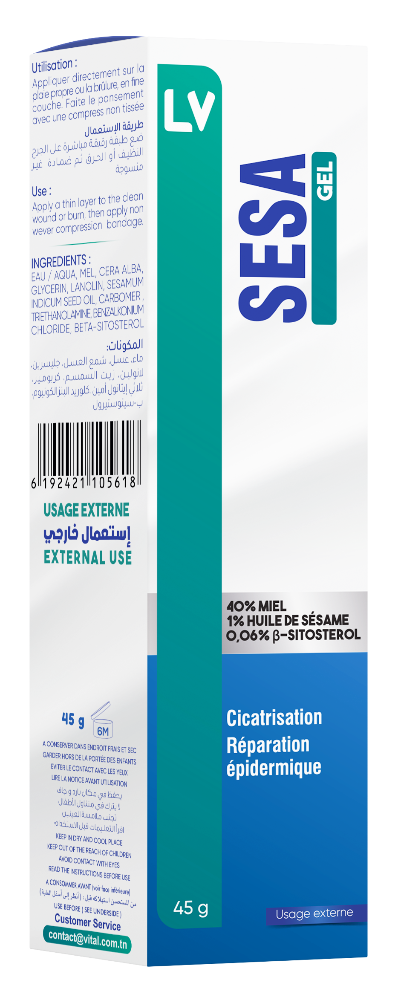 Utilisation :
Appliquer directement sur la
plaie propre ou la brûlure, en fine
couche. Faite le pansement
avec une compress non tissée
طريقة الإستعمال
ضع طبقة رقيقة مباشرة على الجرح
النظيف أو الحرق ثم ضمادة غير
منسوجة
Use :
Apply a thin layer to the clean
wound or burn, then apply non
wever compression bandage.
INGREDIENTS :
EAU / AQUA, MEL, CERA ALBA,
GLYCERIN, LANOLIN, SESAMUM
INDICUM SEED OIL, CARBOMER ,
TRIETHANOLAMINE, BENZALKONIUM
CHLORIDE, BETA-SITOSTEROL
المكونات:
ماء، عسل، شمع العسل، جليسرين،
لانولين، زيت السمسم، كربومير،
ثلاثي إيثانول أمين ،كلوريد البنزالكونيوم،
ب-سيتوستيرول
6 192421 105618
USAGE EXTERNE
إستعمال خارجي
EXTERNAL USE
45 g
6M
A CONSERVER DANS ENDROIT FRAIS ET SEC
GARDER HORS DE LA PORTÉE DES ENFANTS
EVITER LE CONTACT AVEC LES YEUX
LIRE LA NOTICE AVANT UTILISATION
يحفظ في مكان بارد و جاف
لا يترك في متناول الأطفال
تجنب ملامسة العينين
اقرأ التعليمات قبل الاستخدام
KEEP IN DRY AND COOL PLACE
KEEP OUT OF THE REACH OF CHILDREN
AVOID CONTACT WITH EYES
READ THE INSTRUCTIONS BEFORE USE
A CONSOMMER AVANT (voir face inférieure)
من المستحسن استهلاكه قبل : ( أنظر إلى أسفل العلبة )
USE BEFORE ( SEE UNDERSIDE )
Customer Service
contact@vital.com.tn
LV
SESA
GEL
40% MIEL
1% HUILE DE SÉSAME
0,06% β-SITOSTEROL
Cicatrisation
Réparation
épidermique
45 g
Usage externe